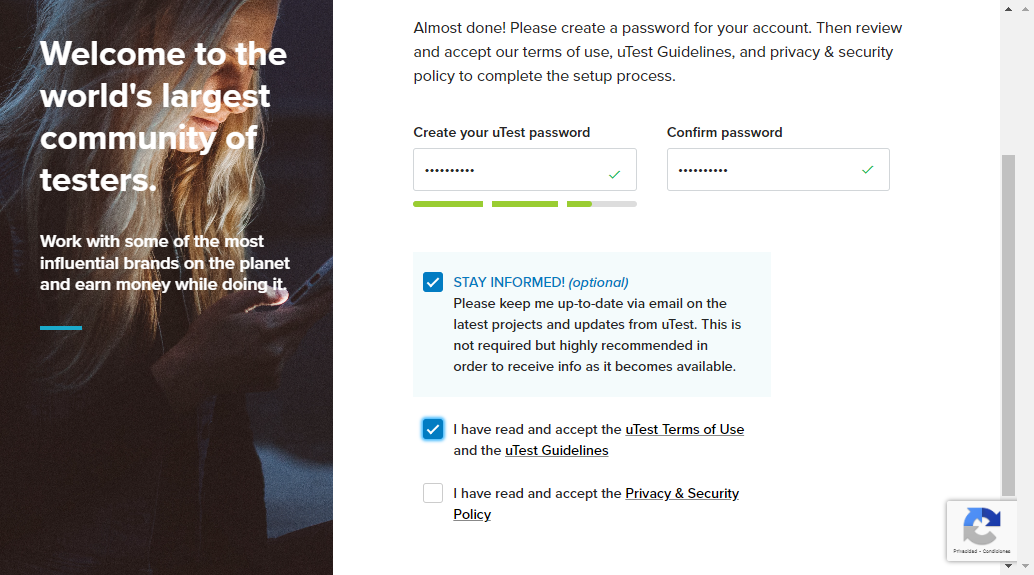 Welcome to the
world's largest
community of
testers.
Work with some of the most
influential brands on the planet
and earn money while doing it.
Almost done! Please create a password for your account. Then review
and accept our terms of use, uTest Guidelines, and privacy & security
policy to complete the setup process.
Create your uTest password
Confirm password
STAY INFORMED! (optional)
Please keep me up-to-date via email on the
latest projects and updates from uTest. This is
not required but highly recommended in
order to receive info as it becomes available.
I have read and accept the uTest Terms of Use
and the uTest Guidelines
I have read and accept the Privacy & Security
Policy
Privacidad - Condiciones